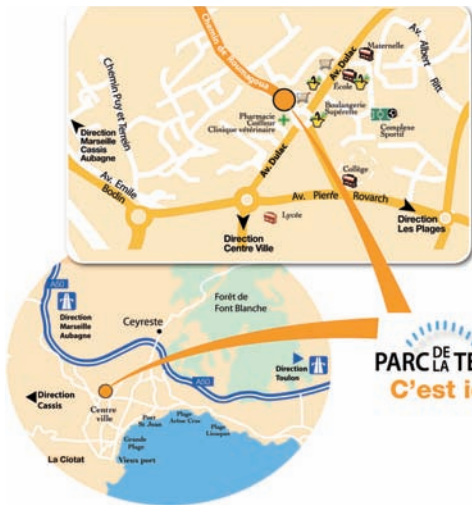 Chemin de Roumagoua
Maternelle
Av. Albert
Ritt
Av. Dulac
École
Chemin Puy et Terrein
Boulangerie
Supérette
Pharmacie
Coiffeur
Clinique vétérinaire
Complexe
Sportif
Direction
Marseille
Cassis
Aubagne
Av. Dulac
Collège
Av. Emile
Bodin
Av. Pierre Rovarch
Lycée
Direction
Les Plages
Direction
Centre Ville
A50
Forêt de
Font Blanche
Direction
Marseille
Aubagne
Ceyreste
PARC DE
LA TE
C'est i
Direction
Toulon
A50
Direction
Cassis
Centre
ville
Port
St Jean
Plage
Arène Cros
Plage
Liouquet
Grande
Plage
La Ciotat
Vieux port